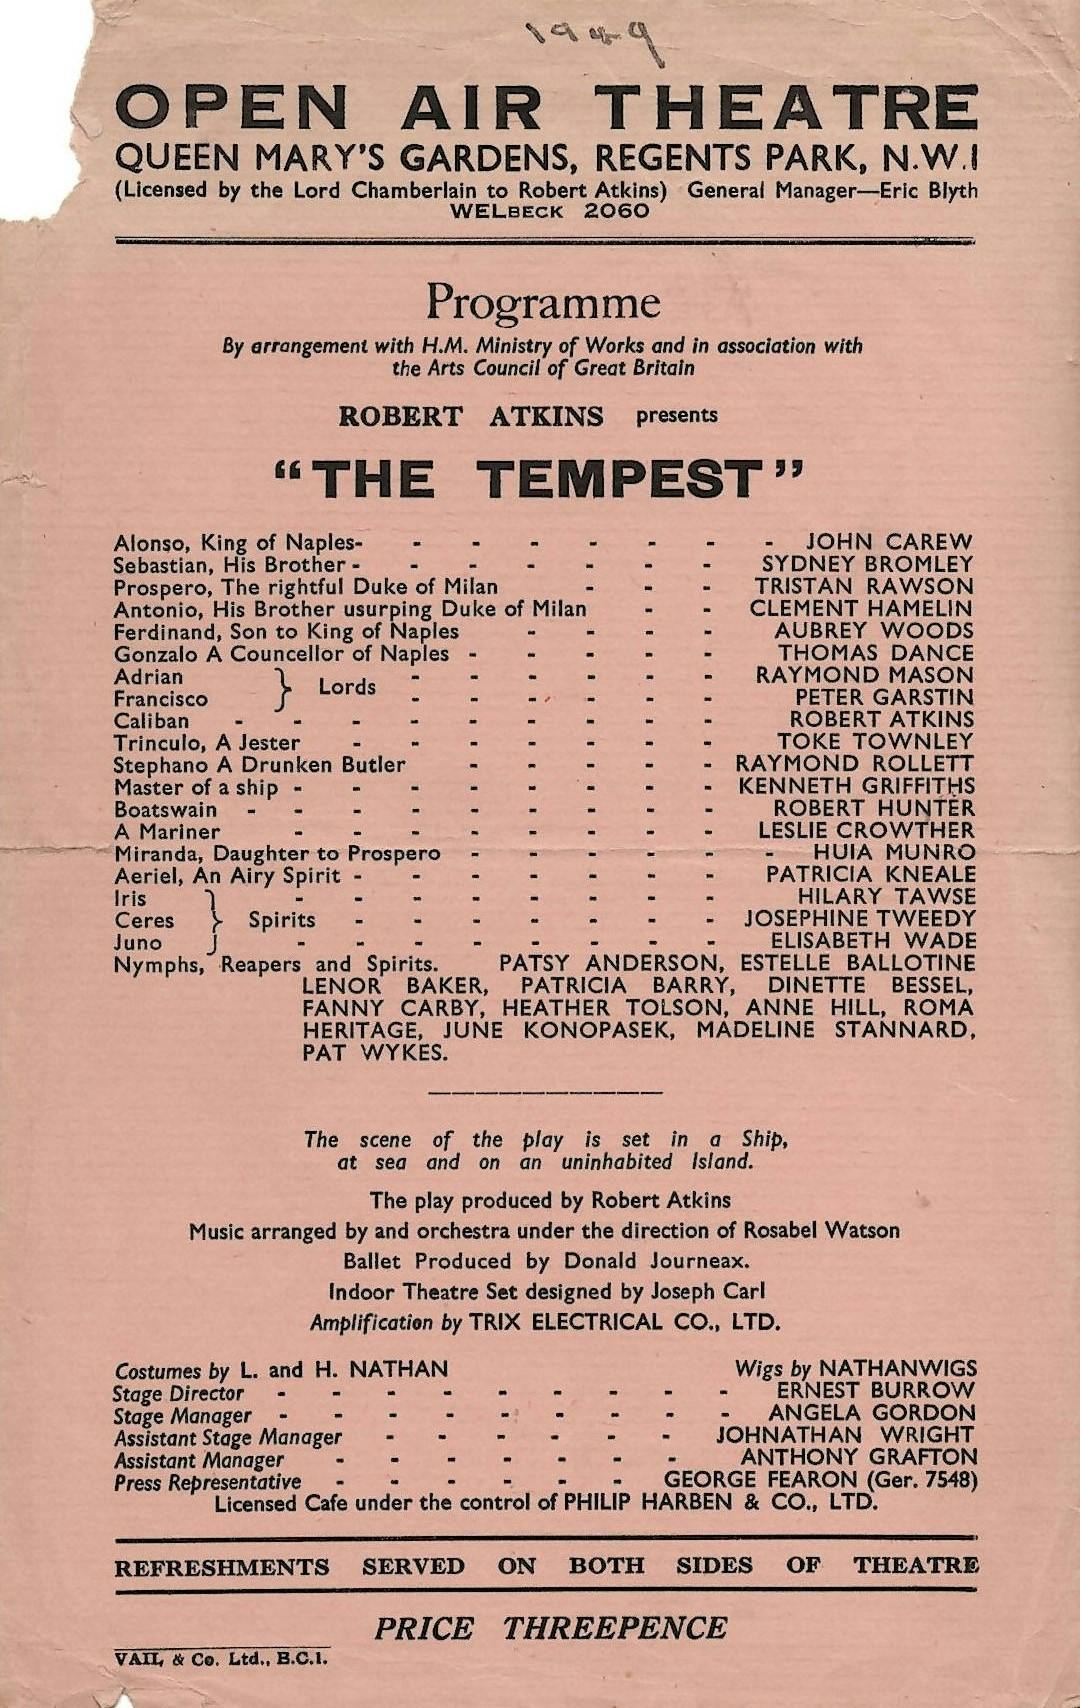 1949
OPEN AIR THEATRE
QUEEN MARY'S GARDENS, REGENTS PARK, N.W.1
(Licensed by the Lord Chamberlain to Robert Atkins) General Manager—Eric Blyth
WELBECK 2060
Programme
By arrangement with H.M. Ministry of Works and in association with
the Arts Council of Great Britain
ROBERT ATKINS presents
"THE TEMPEST"
Alonso, King of Naples- - - - - - - - JOHN CAREW
Sebastian, His Brother - - - - - - - SYDNEY BROMLEY
Prospero, The rightful Duke of Milan - - - TRISTAN RAWSON
Antonio, His Brother usurping Duke of Milan - - CLEMENT HAMELIN
Ferdinand, Son to King of Naples - - - - AUBREY WOODS
Gonzalo A Councellor of Naples - - - - - THOMAS DANCE
Adrian } Lords - - - - - - RAYMOND MASON
Francisco - - - - - - PETER GARSTIN
Caliban - - - - - - - - - ROBERT ATKINS
Trinculo, A Jester - - - - - - - TOKE TOWNLEY
Stephano A Drunken Butler - - - - - RAYMOND ROLLETT
Master of a ship - - - - - - - - KENNETH GRIFFITHS
Boatswain - - - - - - - - - ROBERT HUNTER
A Mariner - - - - - - - - LESLIE CROWTHER
Miranda, Daughter to Prospero - - - - - - HUIA MUNRO
Aeriel, An Airy Spirit - - - - - - - PATRICIA KNEALE
Iris - - - - - - - - HILARY TAWSE
Ceres } Spirits - - - - - - - JOSEPHINE TWEEDY
Juno - - - - - - - - ELISABETH WADE
Nymphs, Reapers and Spirits. PATSY ANDERSON, ESTELLE BALLOTINE
LENOR BAKER, PATRICIA BARRY, DINETTE BESSEL,
FANNY CARBY, HEATHER TOLSON, ANNE HILL, ROMA
HERITAGE, JUNE KONOPASEK, MADELINE STANNARD,
PAT WYKES.
The scene of the play is set in a Ship,
at sea and on an uninhabited Island.
The play produced by Robert Atkins
Music arranged by and orchestra under the direction of Rosabel Watson
Ballet Produced by Donald Journeax.
Indoor Theatre Set designed by Joseph Carl
Amplification by TRIX ELECTRICAL CO., LTD.
Costumes by L. and H. NATHAN Wigs by NATHANWIGS
Stage Director - - - - - - - - - ERNEST BURROW
Stage Manager - - - - - - - - - ANGELA GORDON
Assistant Stage Manager - - - - - - JOHNATHAN WRIGHT
Assistant Manager - - - - - - - ANTHONY GRAFTON
Press Representative - - - - - - GEORGE FEARON (Ger. 7548)
Licensed Cafe under the control of PHILIP HARBEN & CO., LTD.
REFRESHMENTS SERVED ON BOTH SIDES OF THEATRE
PRICE THREEPENCE
VAIL & Co. Ltd., E.C.1.